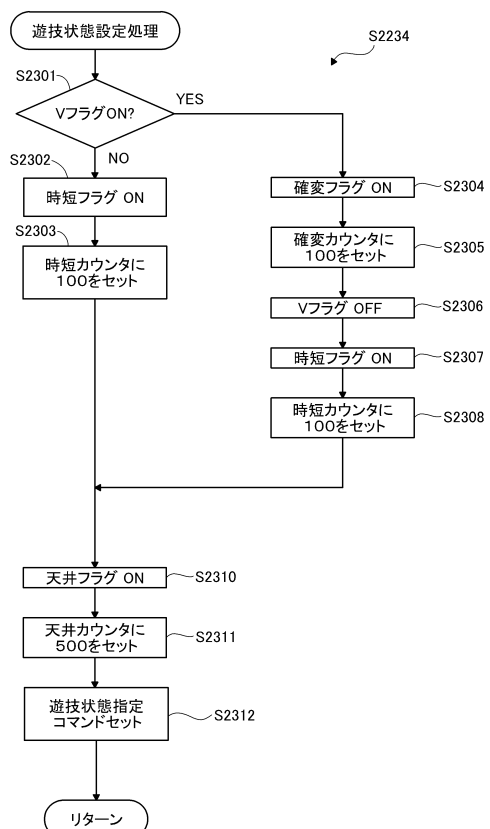 遊技状態設定処理
S2234
S2301
VフラグON?
YES
NO
S2302
時短フラグ ON
S2303
時短カウンタに
100をセット
確変フラグ ON
S2304
確変カウンタに
100をセット
S2305
Vフラグ OFF
S2306
時短フラグ ON
S2307
時短カウンタに
100をセット
S2308
天井フラグ ON
S2310
天井カウンタに
500をセット
S2311
遊技状態指定
コマンドセット
S2312
リターン